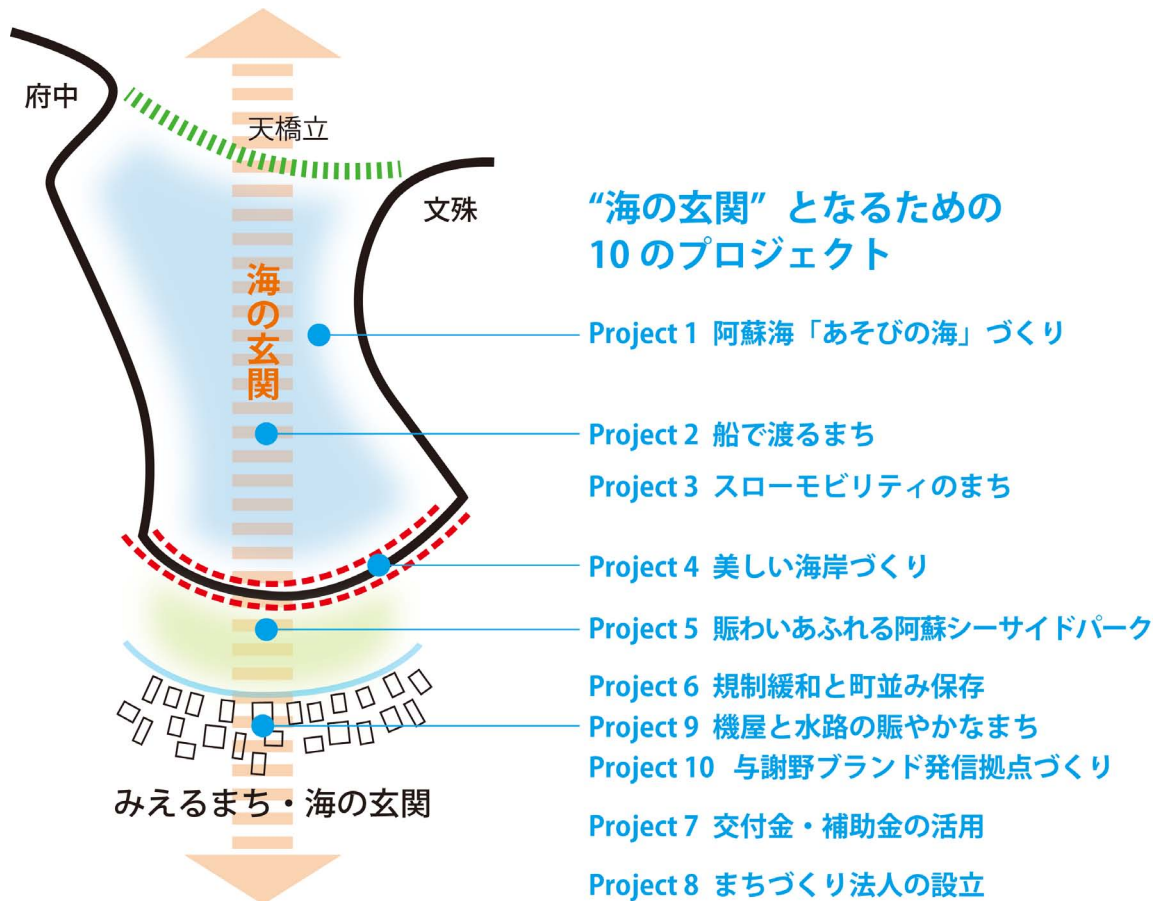 府中
天橋立
文殊
海の玄関
みえるまち・海の玄関
“海の玄関” となるための
10 のプロジェクト
Project 1 阿蘇海「あそびの海」づくり
Project 2 船で渡るまち
Project 3 スローモビリティのまち
Project 4 美しい海岸づくり
Project 5 賑わいあふれる阿蘇シーサイドパーク
Project 6 規制緩和と町並み保存
Project 9 機屋と水路の賑やかなまち
Project 10 与謝野ブランド発信拠点づくり
Project 7 交付金・補助金の活用
Project 8 まちづくり法人の設立